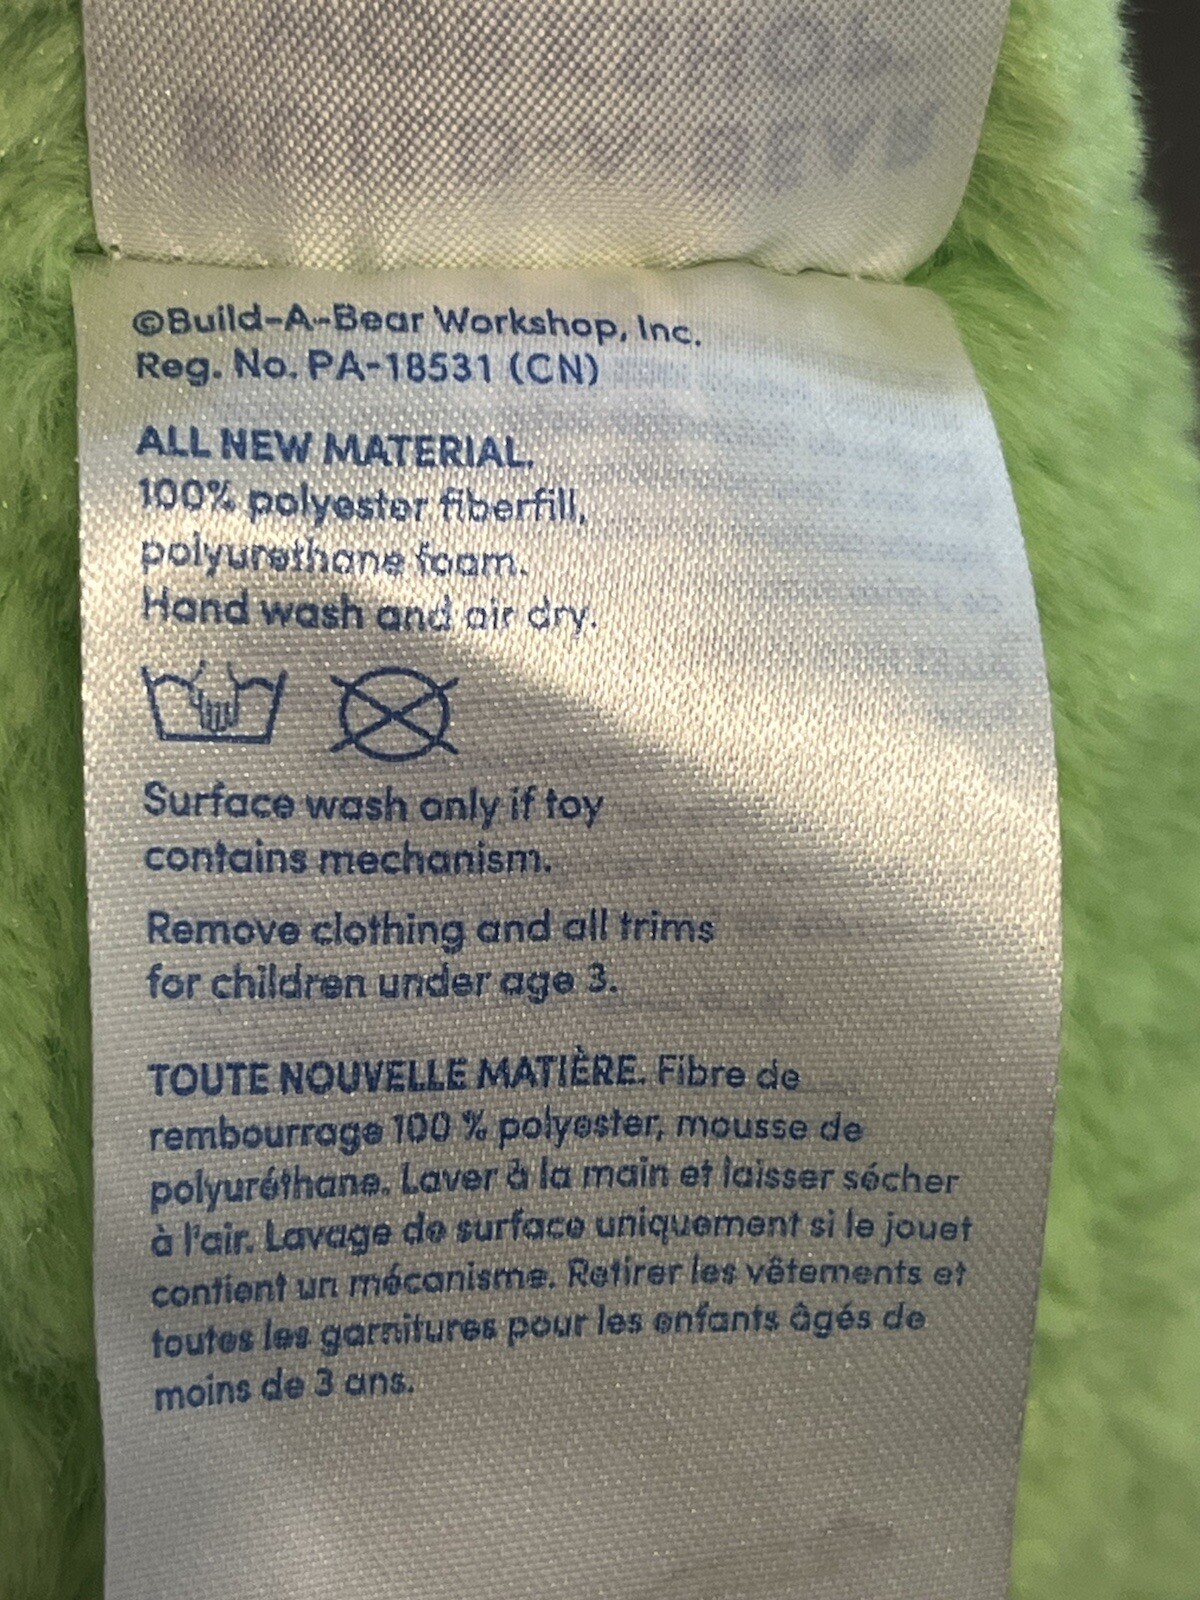 ©Build-A-Bear Workshop, Inc.
Reg. No. PA-18531 (CN)
ALL NEW MATERIAL.
100% polyester fiberfill,
polyurethane foam.
Hand wash and air dry.
Surface wash only if toy
contains mechanism.
Remove clothing and all trims
for children under age 3.
TOUTE NOUVELLE MATIÈRE. Fibre de
rembourrage 100 % polyester, mousse de
polyuréthane. Laver à la main et laisser sécher
à l'air. Lavage de surface uniquement si le jouet
contient un mécanisme. Retirer les vêtements et
toutes les garnitures pour les enfants âgés de
moins de 3 ans.